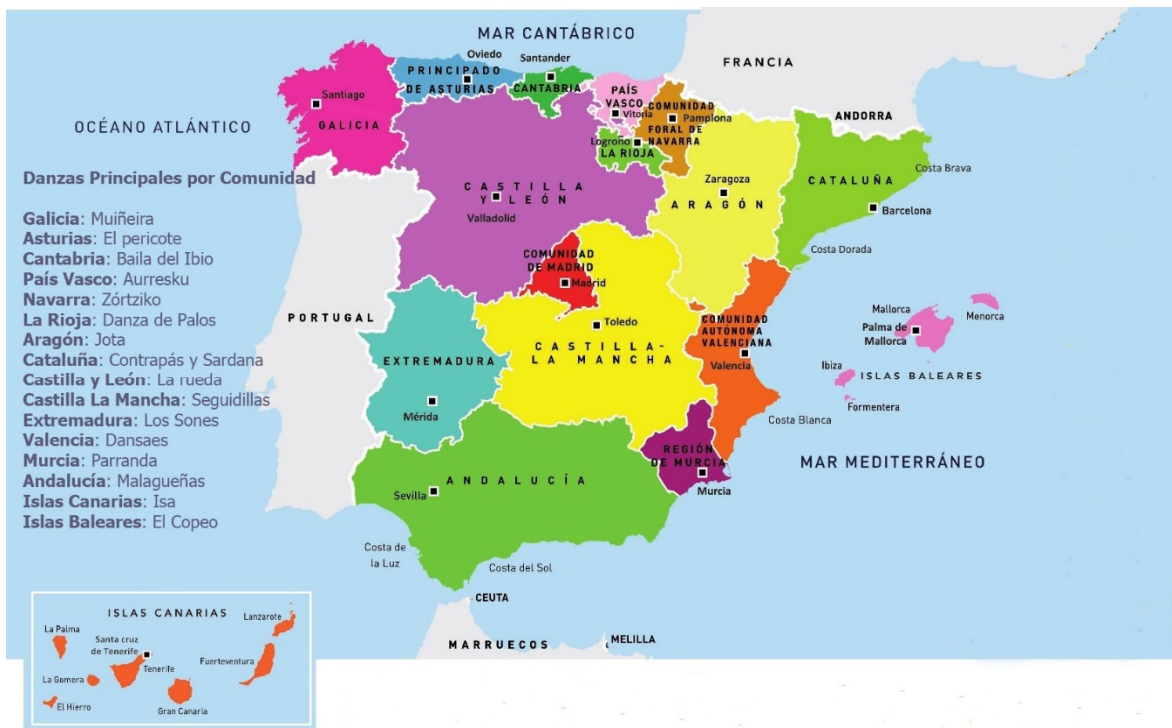 MAR CANTÁBRICO
Oviedo
Santander
FRANCIA
PRINCIPADO
DE ASTURIAS
CANTABRIA
PAÍS
VASCO
Vitoria
COMUNIDAD
Pamplona
FORAL DE
NAVARRA
Santiago
GALICIA
OCÉANO ATLÁNTICO
Logroño
LA RIOJA
ANDORRA
Costa Brava
CATALUÑA
Barcelona
Costa Dorada
Zaragoza
ARAGÓN
CASTILLA
Y LEÓN
Valladolid
Danzas Principales por Comunidad
Galicia: Muiñeira
Asturias: El pericote
Cantabria: Baila del Ibio
País Vasco: Aurresku
Navarra: Zórtziko
La Rioja: Danza de Palos
Aragón: Jota
Cataluña: Contrapás y Sardana
Castilla y León: La rueda
Castilla La Mancha: Seguidillas
Extremadura: Los Sones
Valencia: Dansaes
Murcia: Parranda
Andalucía: Malagueñas
Islas Canarias: Isa
Islas Baleares: El Copeo
COMUNIDAD
DE MADRID
Madrid
PORTUGAL
Toledo
CASTILLA-
LA MANCHA
EXTREMADURA
Mérida
COMUNIDAD
AUTÓNOMA
VALENCIANA
Valencia
Mallorca
Menorca
Palma de
Mallorca
Ibiza
ISLAS BALEARES
Formentera
Costa Blanca
MAR MEDITERRÁNEO
REGIÓN
DE MURCIA
Murcia
ANDALUCÍA
Sevilla
Costa de
la Luz
Costa del Sol
CEUTA
MARRUECOS
MELILLA
ISLAS CANARIAS
Lanzarote
La Palma
Santa cruz
de Tenerife
Tenerife
Fuerteventura
La Gomera
El Hierro
Gran Canaria